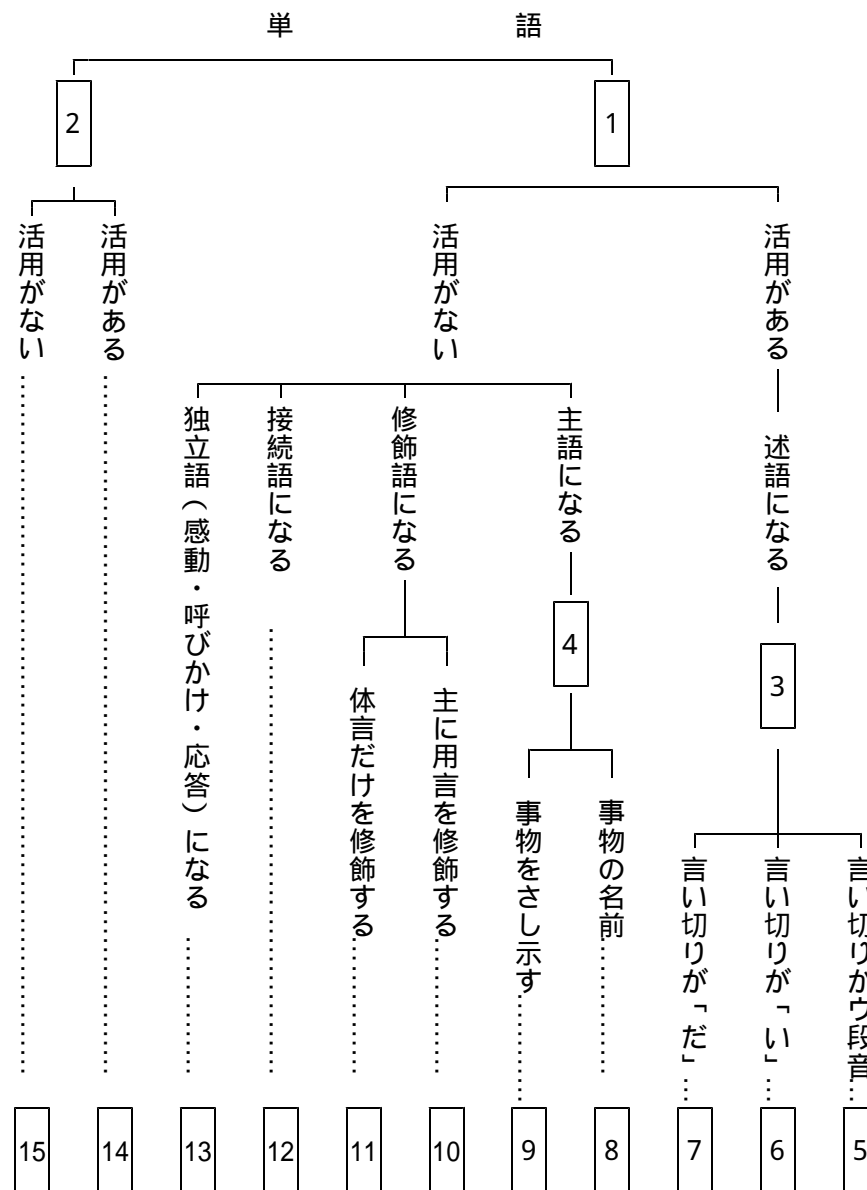 単語
1
2
活用がある
活用がない
活用がある
活用がない
述語になる
主語になる
修飾語になる
接続語になる
独立語(感動・呼びかけ・応答)になる
3
4
言い切りがウ段音
言い切りが「い」
言い切りが「だ」
事物の名前
事物をさし示す
主に用言を修飾する
体言だけを修飾する
5
6
7
8
9
10
11
12
13
14
15